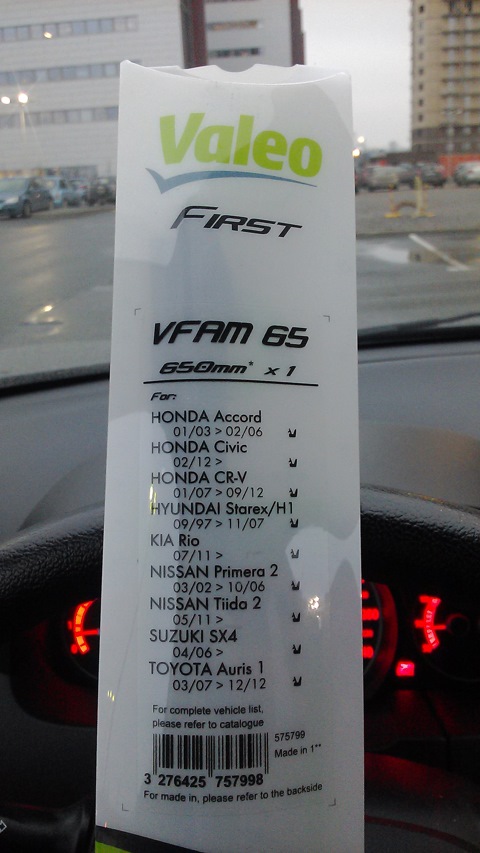 Valeo
FIRST
VFAM 65
650mm* x 1
For:
HONDA Accord
01/03 > 02/06
HONDA Civic
02/12 >
HONDA CR-V
01/07 > 09/12
HYUNDAI Starex/H1
09/97 > 11/07
KIA Rio
07/11 >
NISSAN Primera 2
03/02 > 10/06
NISSAN Tiida 2
05/11 >
SUZUKI SX4
04/06 >
TOYOTA Auris 1
03/07 > 12/12
For complete vehicle list,
please refer to catalogue
575799
Made in 1**
3 276425 757998
For made in, please refer to the backside